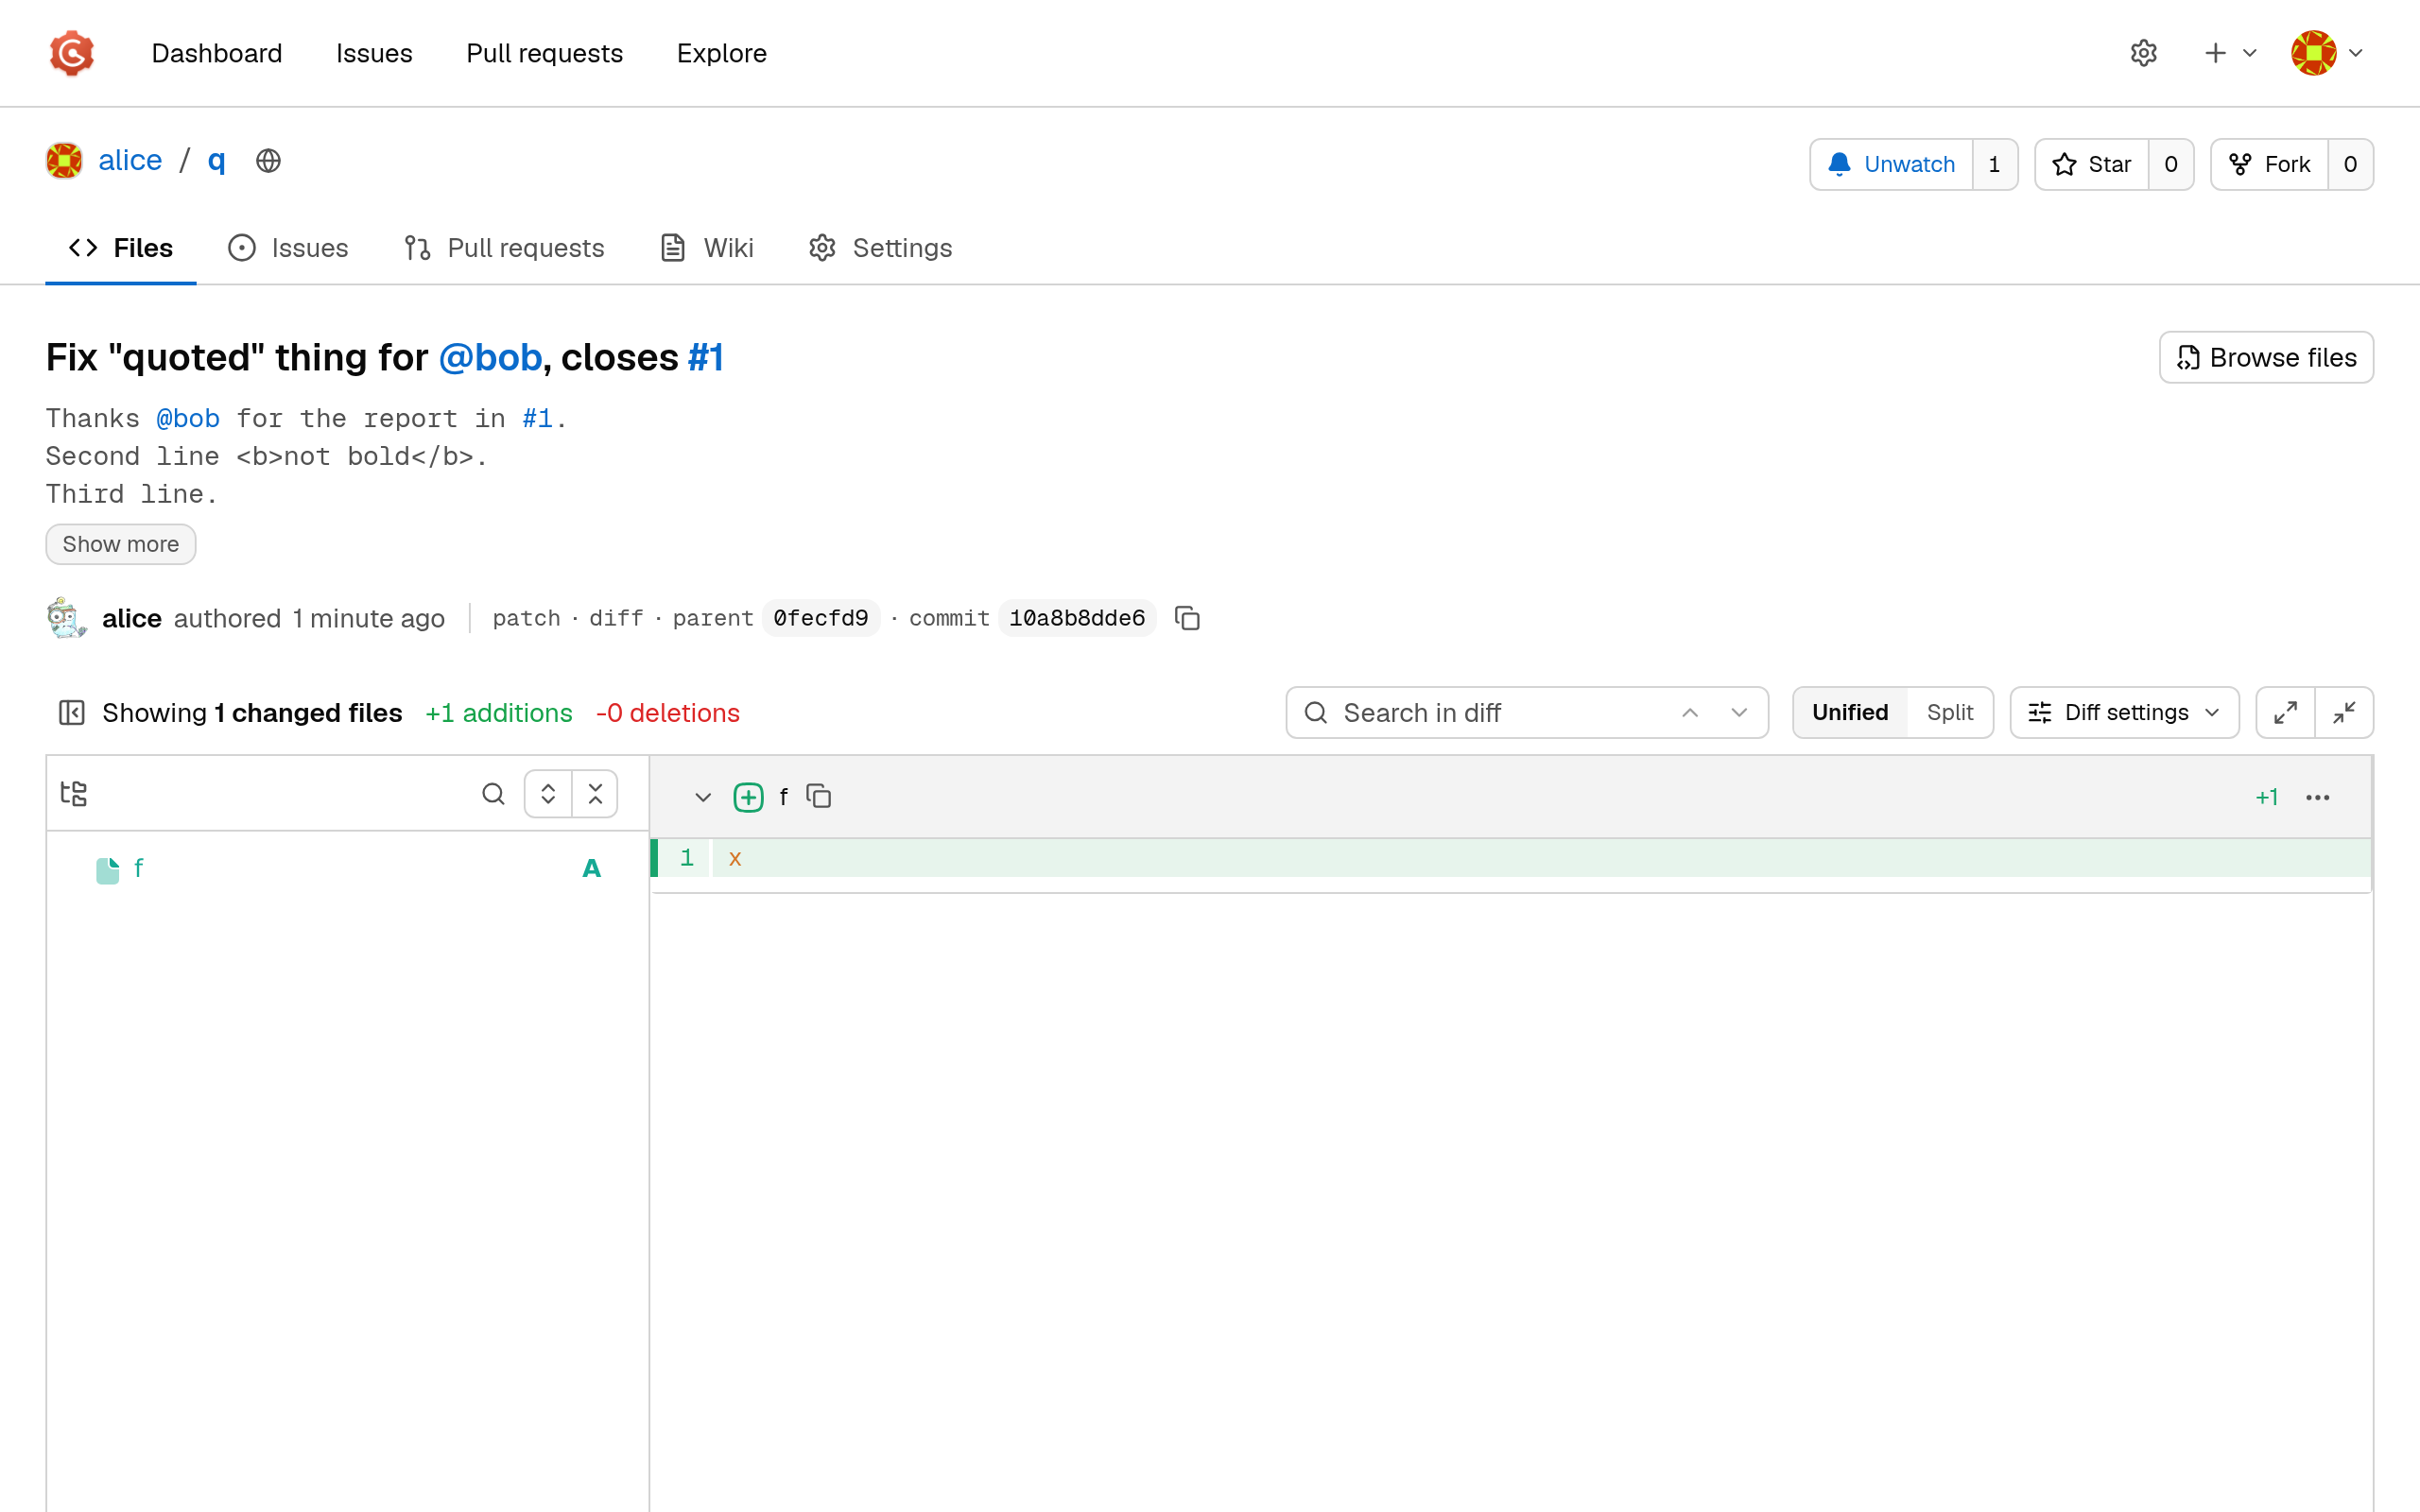 Dashboard Issues Pull requests Explore
alice / q
Unwatch 1 Star 0 Fork 0
Files Issues Pull requests Wiki Settings
Fix "quoted" thing for @bob, closes #1
Browse files
Thanks @bob for the report in #1.
Second line <b>not bold</b>.
Third line.
Show more
alice authored 1 minute ago patch · diff · parent 0fecfd9 · commit 10a8b8dde6
Showing 1 changed files +1 additions -0 deletions
Search in diff Unified Split Diff settings
f +1
f A
1 x